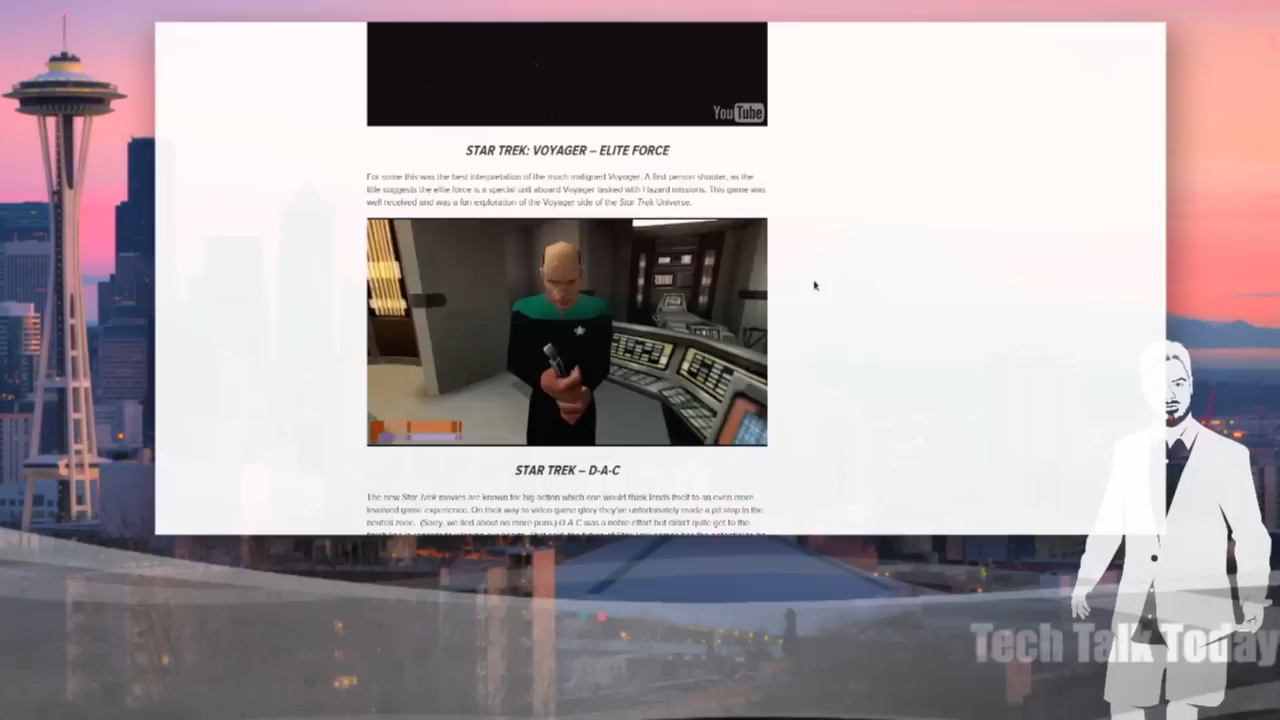 YouTube
STAR TREK: VOYAGER – ELITE FORCE
For some this was the best interpretation of the much maligned Voyager. A first person shooter, as the
title suggests the elite force is a special unit aboard Voyager tasked with Hazard missions. This game was
well received and was a fun exploration of the Voyager side of the Star Trek Universe.
STAR TREK – D-A-C
The new Star Trek movies are known for big action which one would think lends itself to an even more
involved game experience. On their way to video game glory they've unfortunately made a pit stop in the
neutral zone. (Sorry, we lied about no more puns.) D-A-C was a noble effort but didn't quite get to the
Tech Talk Today